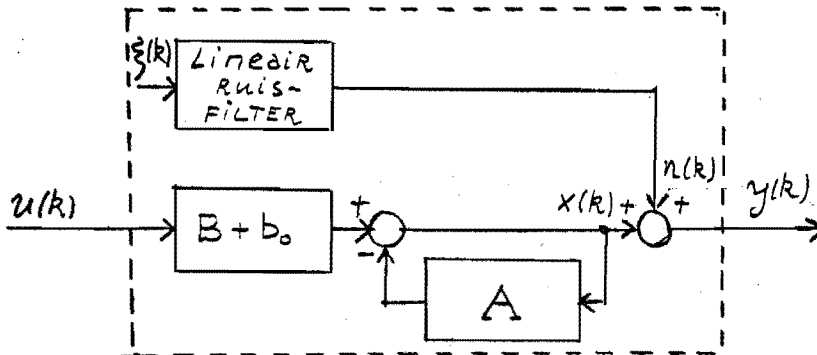 ξ(k)
LineaiR
RUIS-
FILTER
n(k)
u(k)
B + b₀
+
-
x(k)
+
+
y(k)
A